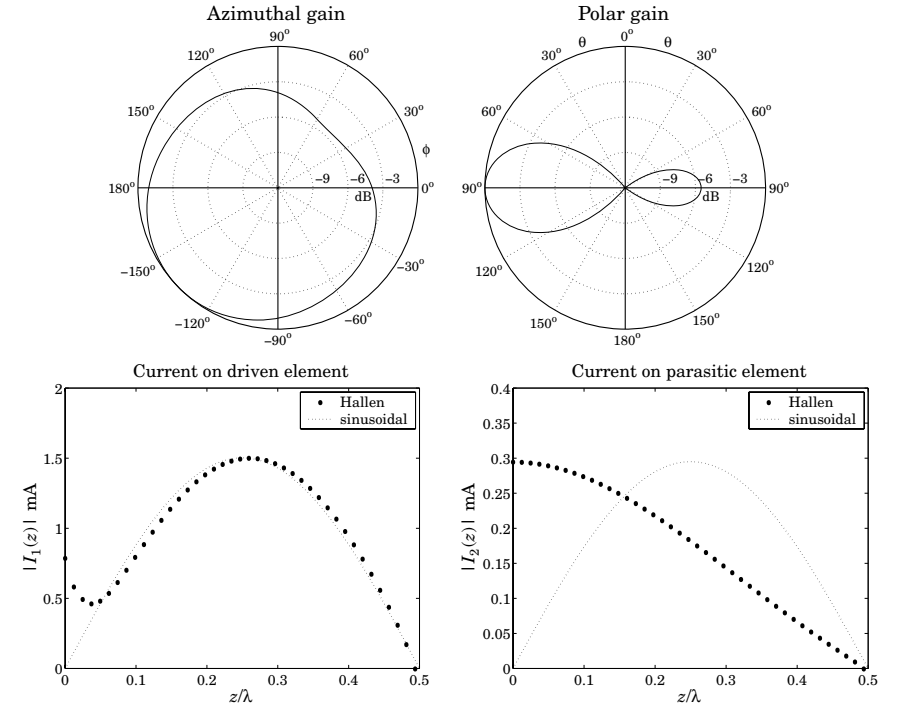 Azimuthal gain
90°
120° 60°
150° 30°
ϕ
180° −9 −6 −3 0°
dB
−150° −30°
−120° −60°
−90°
Polar gain
θ 0° θ
30° 30°
60° 60°
90° −9 −6 −3 90°
dB
120° 120°
150° 150°
180°
Current on driven element
Hallen
sinusoidal
2
1.5
1
0.5
0
|I₁(z)| mA
0 0.1 0.2 0.3 0.4 0.5
z/λ
Current on parasitic element
Hallen
sinusoidal
0.4
0.35
0.3
0.25
0.2
0.15
0.1
0.05
0
|I₂(z)| mA
0 0.1 0.2 0.3 0.4 0.5
z/λ